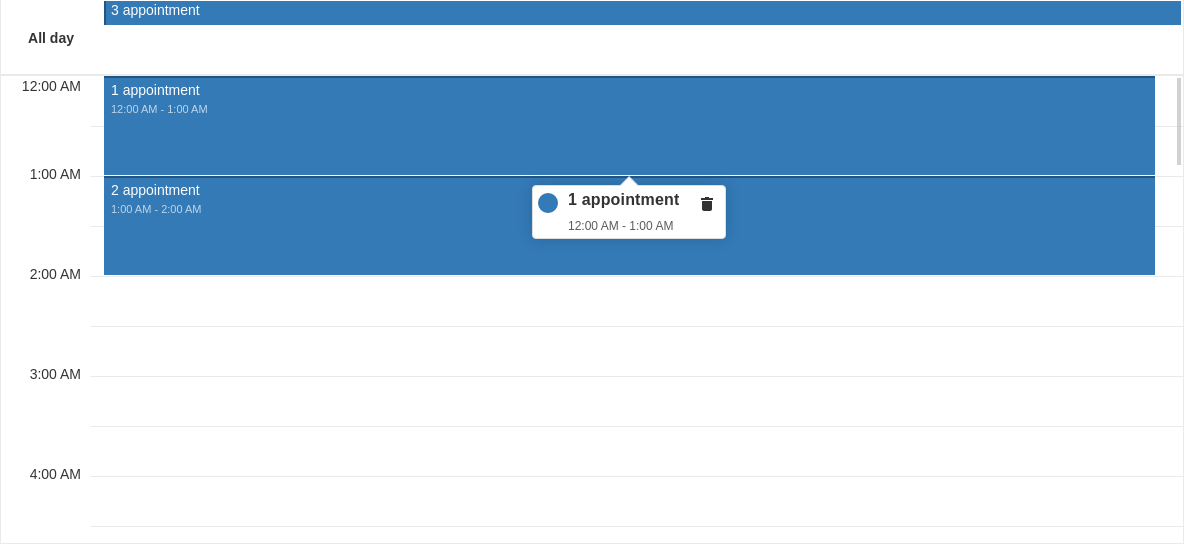 3 appointment
All day
12:00 AM
1 appointment
12:00 AM - 1:00 AM
1:00 AM
2 appointment
1:00 AM - 2:00 AM
1 appointment
12:00 AM - 1:00 AM
2:00 AM
3:00 AM
4:00 AM